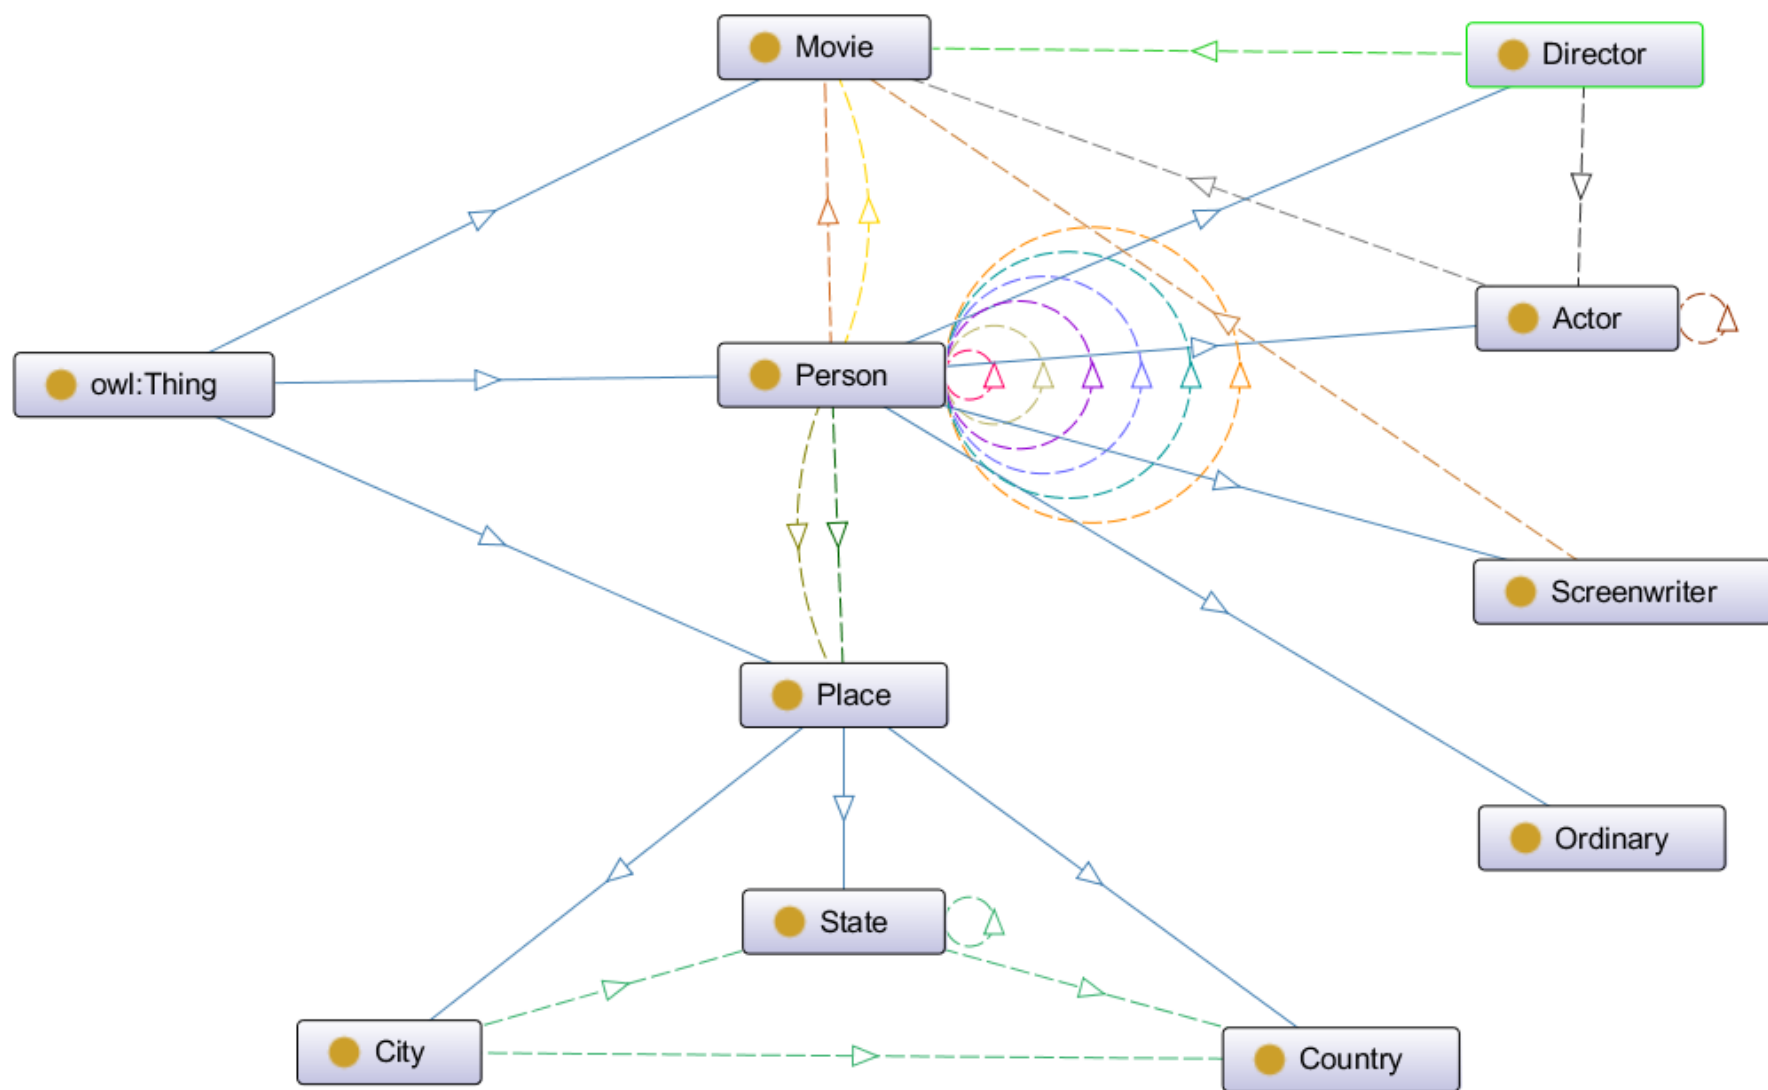 Movie
Director
Actor
owl:Thing
Person
Screenwriter
Place
Ordinary
State
City
Country